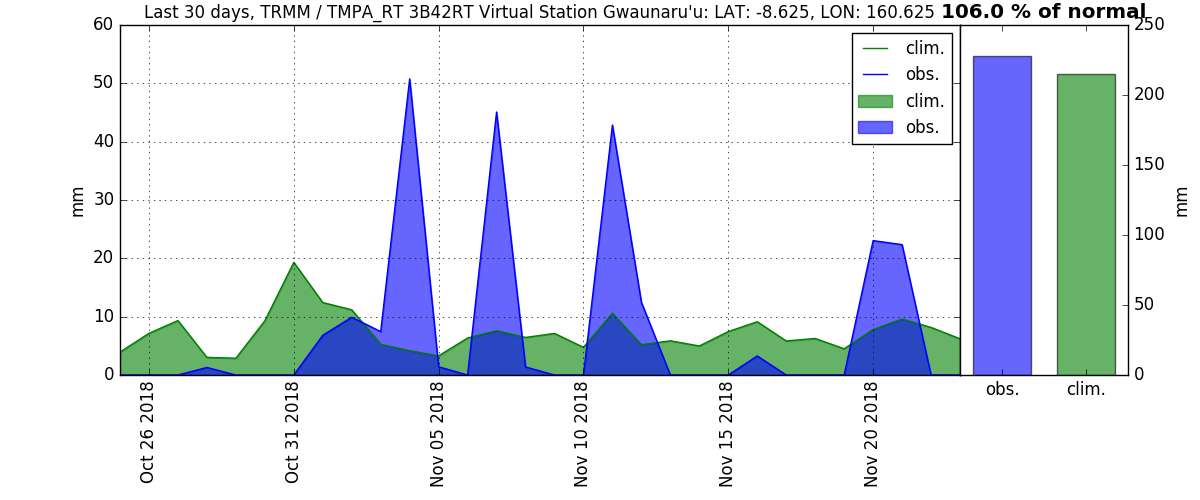 Last 30 days, TRMM / TMPA_RT 3B42RT Virtual Station Gwaunaru'u: LAT: -8.625, LON: 160.625 106.0 % of normal
60
50
40
30
20
10
0
mm
Oct 26 2018
Oct 31 2018
Nov 05 2018
Nov 10 2018
Nov 15 2018
Nov 20 2018
clim.
obs.
clim.
obs.
250
200
150
100
50
0
mm
obs.
clim.